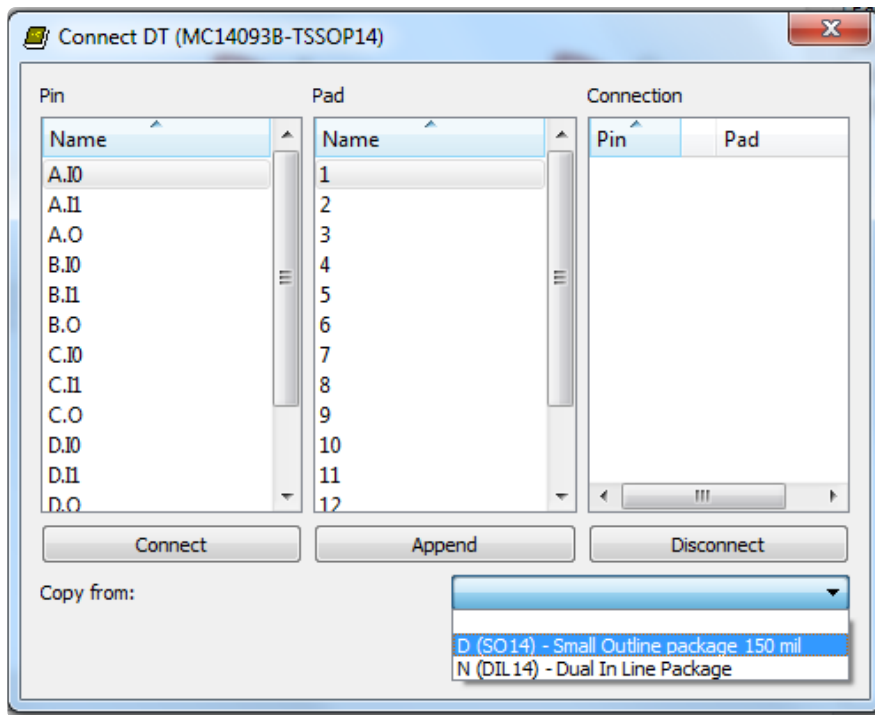 Connect DT (MC14093B-TSSOP14)
Pin Pad Connection
Name Name Pin Pad
A.I0 1
A.I1 2
A.O 3
B.I0 4
B.I1 5
B.O 6
C.I0 7
C.I1 8
C.O 9
D.I0 10
D.I1 11
D.O 12
Connect Append Disconnect
Copy from:
D (SO14) - Small Outline package 150 mil
N (DIL14) - Dual In Line Package